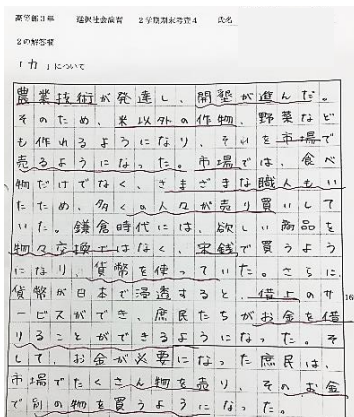 高等部3年 選択社会演習 2学期期末考査4 氏名
2の解答欄
「カ」について
農業技術が発達し、開墾が進んだ。
そのため、米以外の作物、野菜など
も作れるようになり、それを市場で
売るようになった。市場では、食べ
物だけでなく、さまざまな職人もい
たため、多くの人々が売り買いして
いた。鎌倉時代には、欲しい商品を
物々交換ではなく、宋銭で買うよう
になり、貨幣を使っていた。さらに、
貨幣が日本で浸透すると、借上のサ
ービスができ、庶民たちがお金を借
りることができるようになった。そ
して、お金が必要になった庶民は、
市場でたくさん物を売り、そのお金
で別の物を買うようになった。